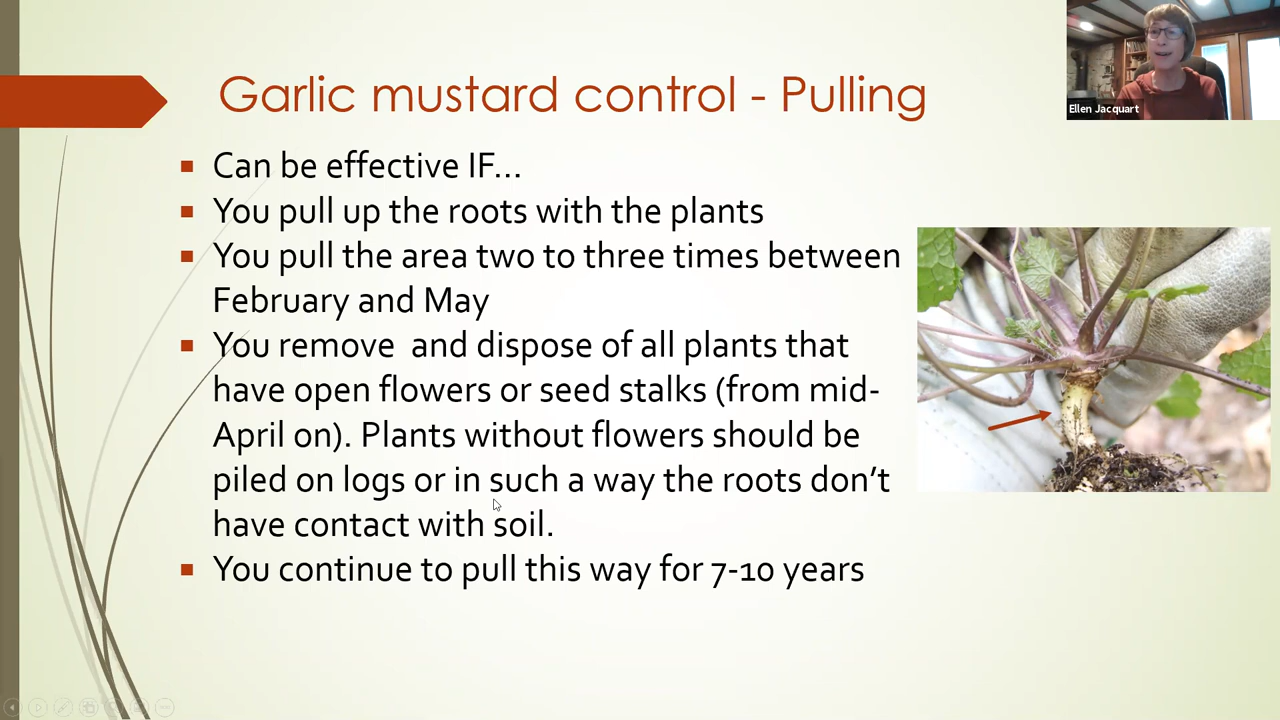 Garlic mustard control - Pulling
Ellen Jacquart
Can be effective IF...
You pull up the roots with the plants
You pull the area two to three times between
February and May
You remove  and dispose of all plants that
have open flowers or seed stalks (from mid-
April on). Plants without flowers should be
piled on logs or in such a way the roots don't
have contact with soil.
You continue to pull this way for 7-10 years